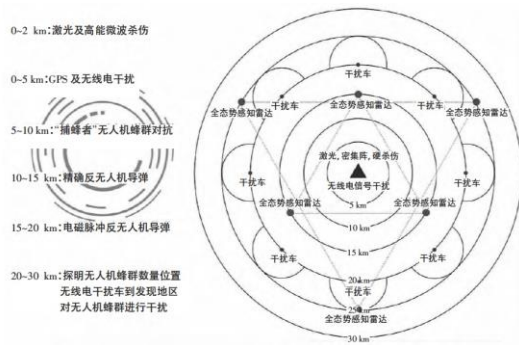 0~2 km:激光及高能微波杀伤
0~5 km:GPS 及无线电干扰
5~10 km:“捕蜂者”无人机蜂群对抗
10~15 km:精确反无人机导弹
15~20 km:电磁脉冲反无人机导弹
20~30 km:探明无人机蜂群数量位置
无线电干扰车到发现地区
对无人机蜂群进行干扰
干扰车
干扰车
干扰车
全态势感知雷达
全态势感知雷达
全态势感知雷达
激光,密集阵,硬杀伤
无线电信号干扰
干扰车
干扰车
5 km
全态势感知雷达
全态势感知雷达
10 km
15 km
干扰车
干扰车
20 km
干扰车
25 km
全态势感知雷达
30 km